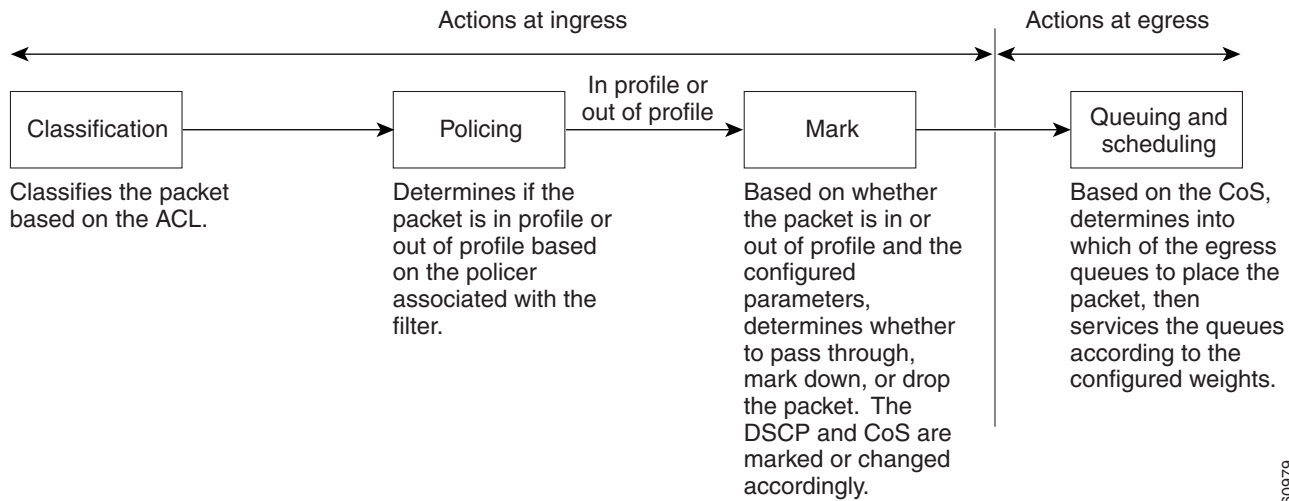 Actions at ingress
Actions at egress
In profile or
out of profile
Classification
Policing
Mark
Queuing and
scheduling
Classifies the packet
based on the ACL.
Determines if the
packet is in profile or
out of profile based
on the policer
associated with the
filter.
Based on whether
the packet is in or
out of profile and the
configured
parameters,
determines whether
to pass through,
mark down, or drop
the packet. The
DSCP and CoS are
marked or changed
accordingly.
Based on the CoS,
determines into
which of the egress
queues to place the
packet, then
services the queues
according to the
configured weights.
60979